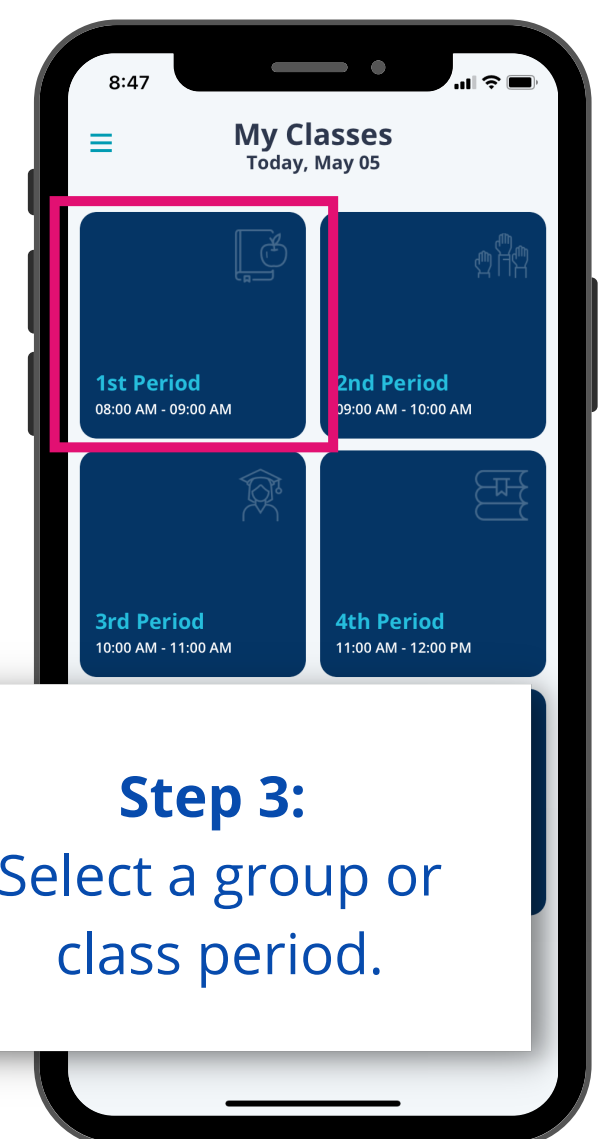 8:47
My Classes
Today, May 05
1st Period
08:00 AM - 09:00 AM
2nd Period
09:00 AM - 10:00 AM
3rd Period
10:00 AM - 11:00 AM
4th Period
11:00 AM - 12:00 PM
Step 3:
Select a group or
class period.